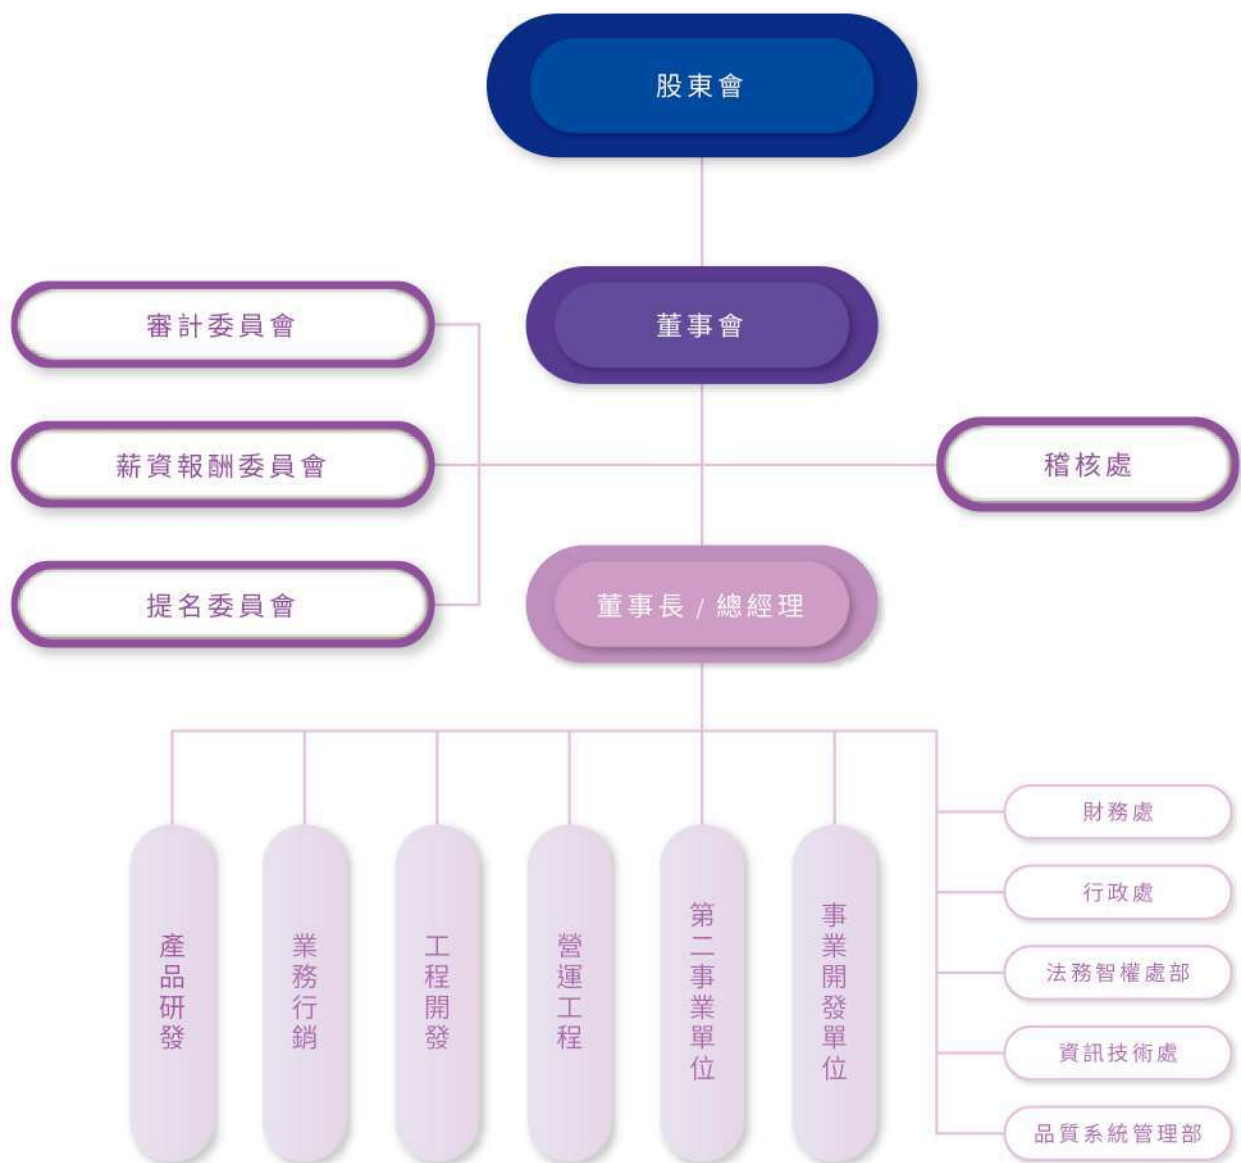 股東會
董事會
審計委員會
薪資報酬委員會
提名委員會
稽核處
董事長 / 總經理
產品研發
業務行銷
工程開發
營運工程
第二事業單位
事業開發單位
財務處
行政處
法務智權處部
資訊技術處
品質系統管理部